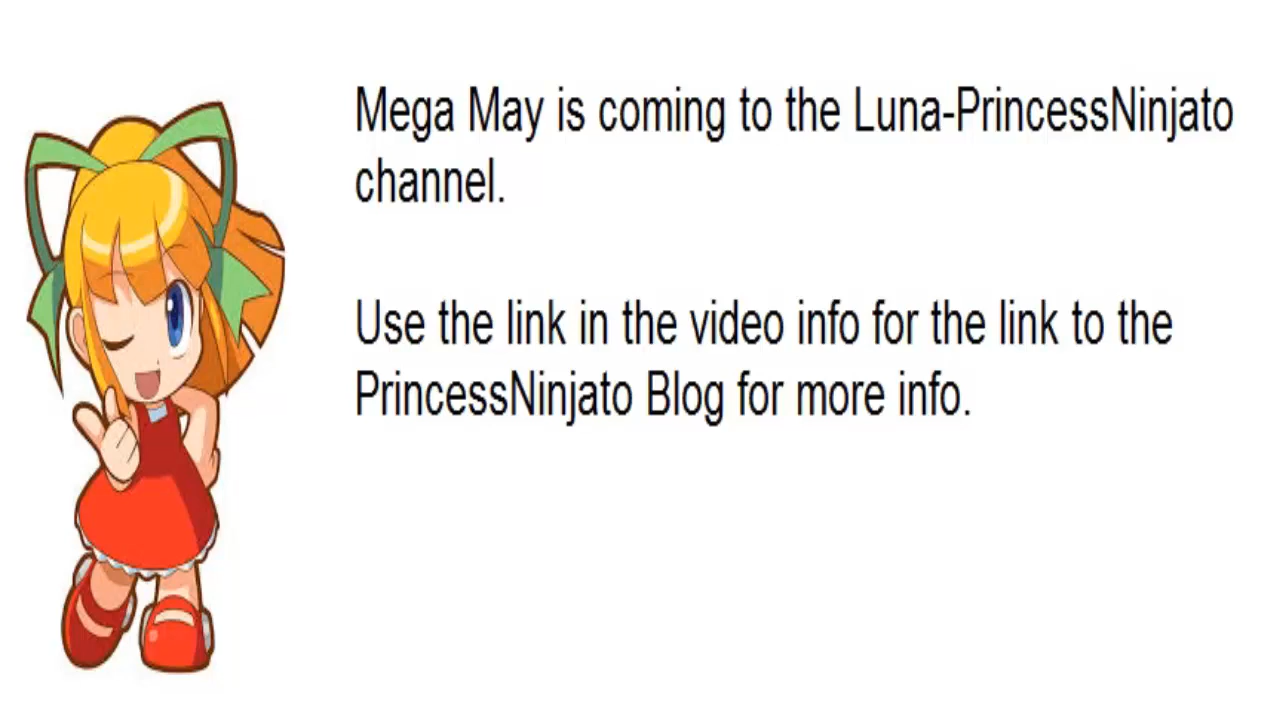 Mega May is coming to the Luna-PrincessNinjato
channel.
Use the link in the video info for the link to the
PrincessNinjato Blog for more info.